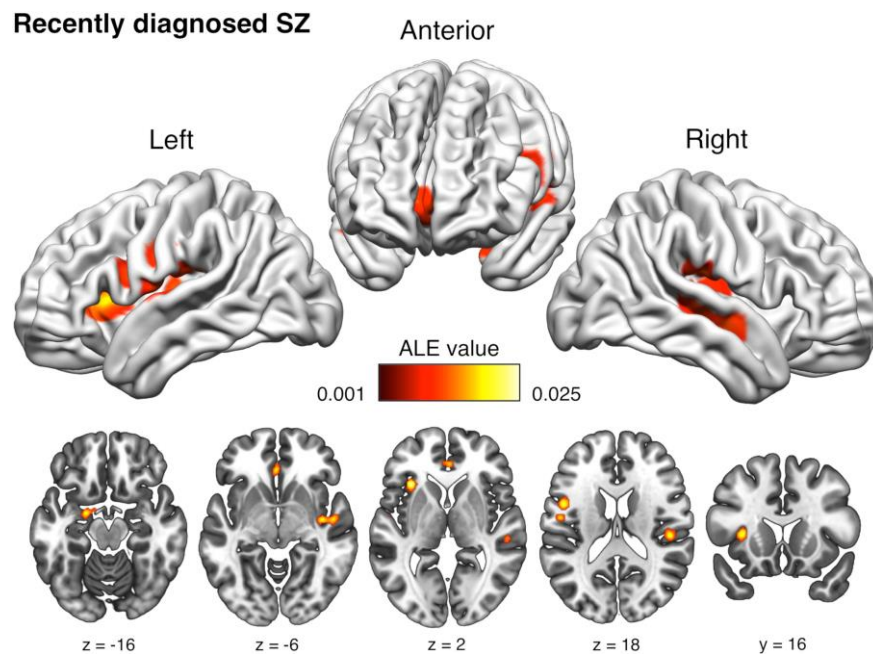 Recently diagnosed SZ
Anterior
Left
Right
ALE value
0.001
0.025
z = -16
z = -6
z = 2
z = 18
y = 16